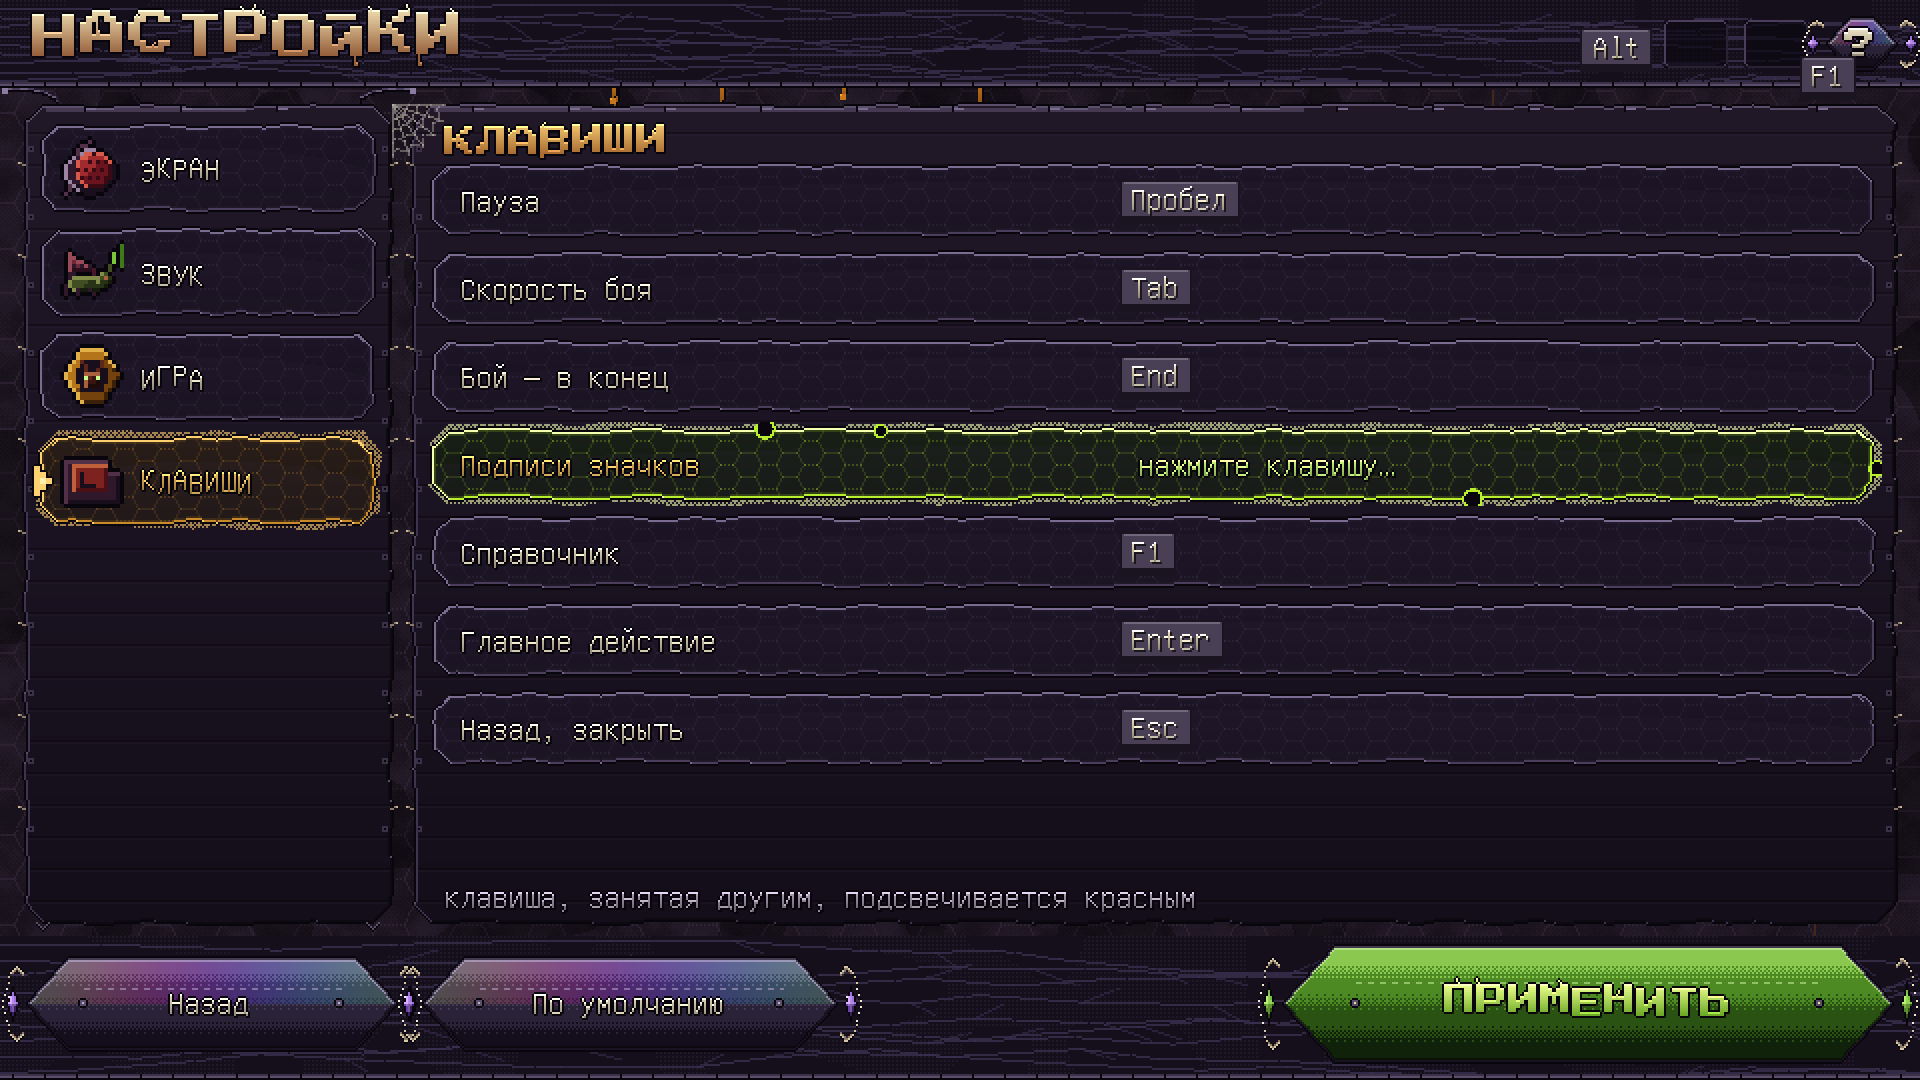 НАСТРОЙКИ
Alt
F1
ЭКРАН
ЗВУК
ИГРА
КЛАВИШИ
КЛАВИШИ
Пауза Пробел
Скорость боя Tab
Бой — в конец End
Подписи значков нажмите клавишу…
Справочник F1
Главное действие Enter
Назад, закрыть Esc
клавиша, занятая другим, подсвечивается красным
Назад
По умолчанию
ПРИМЕНИТЬ